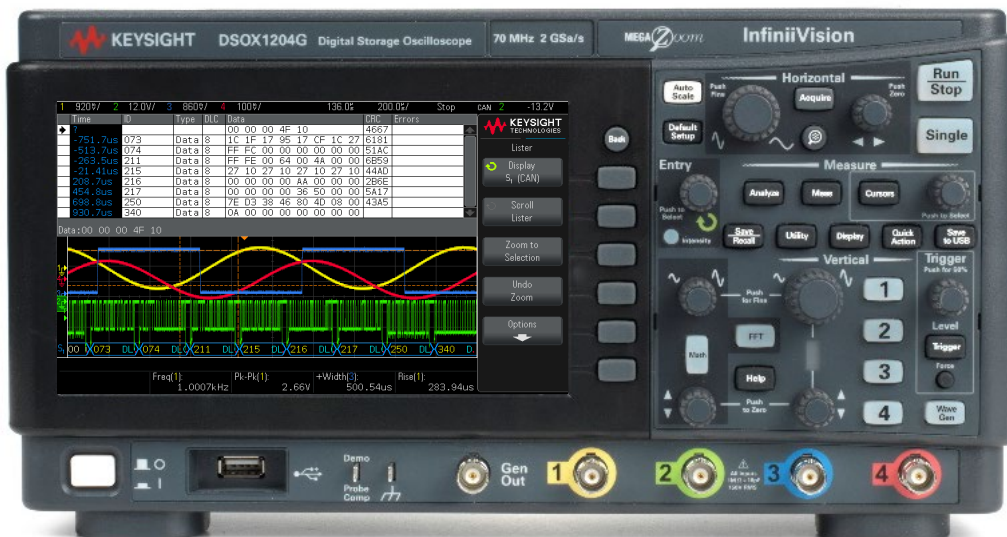 KEYSIGHT DSOX1204G Digital Storage Oscilloscope 70 MHz 2 GSa/s MEGA Zoom InfiniiVision
1 920%/ 2 12.0V/ 3 860%/ 4 100%/ 136.0% 200.0%/ Stop CAN 2 -13.2V
Time ID Type DLC Data CRC Errors
? 00 00 00 4F 10 4667
-751.7us 073 Data 8 1C 1F 17 95 17 CF 1C 27 6181
-513.7us 074 Data 8 FF FC 00 00 00 00 00 00 51AC
-263.5us 211 Data 8 FF FE 00 64 00 4A 00 00 6B59
-21.41us 215 Data 8 27 10 27 10 27 10 27 10 44AD
208.7us 216 Data 8 00 00 00 00 AA 00 00 00 2B6E
454.8us 217 Data 8 00 00 00 00 36 50 00 00 5A17
698.8us 250 Data 8 7E D3 38 46 80 4D 08 00 43A5
930.7us 340 Data 8 0A 00 00 00 00 00 00 00
Data:00 00 00 4F 10
00 073 DL 074 DL 211 DL 215 DL 216 DL 217 DL 250 DL 340 D
Freq(1): Pk-Pk(1): +Width(3): Rise(1):
1.0007kHz 2.66V 500.54us 283.94us
KEYSIGHT
TECHNOLOGIES
Lister
Display
S1 (CAN)
Scroll
Lister
Zoom to
Selection
Undo
Zoom
Options
Back
Horizontal
Auto
Scale
Push
Fine
Acquire
Push
Zero
Run
Stop
Default
Setup
Single
Entry
Measure
Push to
Select
Analyze
Meas
Cursors
Push to Select
Intensity
Save
Recall
Utility
Display
Quick
Action
Save
to USB
Vertical
Trigger
Push for 50%
Push
for Fine
1
2
3
4
Level
Trigger
Force
FFT
Math
Help
Push
to Zero
Wave
Gen
Demo
Probe
Comp
Gen
Out
1
2
3
4